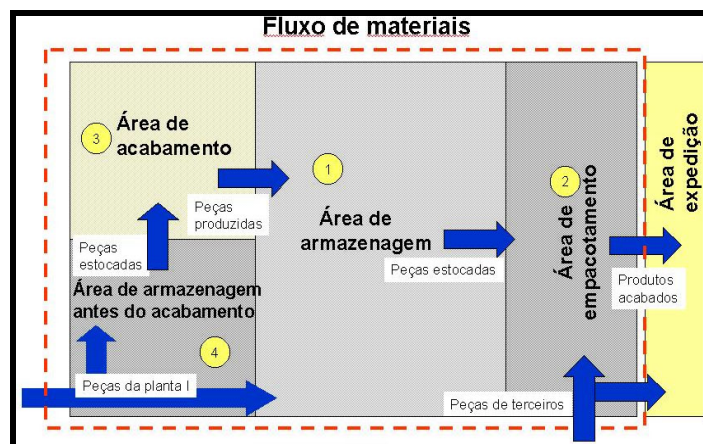 Fluxo de materiais
3
Área de
acabamento
1
2
Área de
expedição
Peças
produzidas
Área de
armazenagem
Área de
empacotamento
Peças
estocadas
Peças estocadas
Produtos
acabados
Área de armazenagem
antes do acabamento
4
Peças da planta I
Peças de terceiros